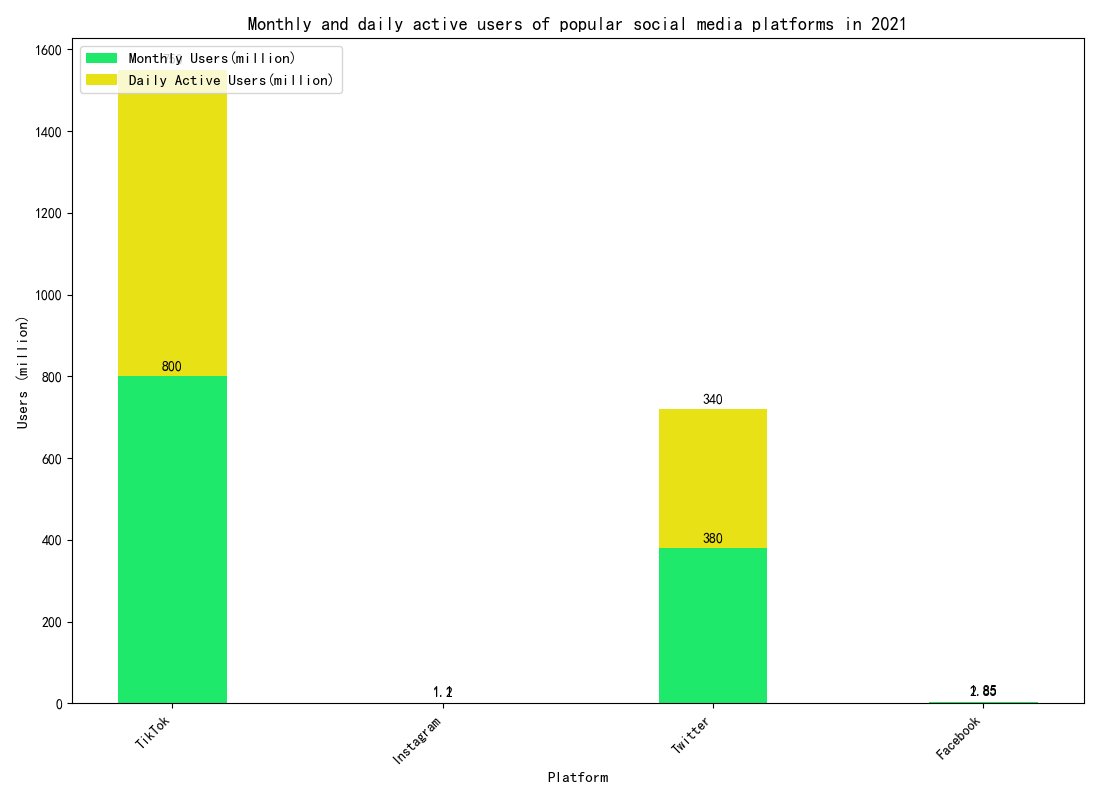 Monthly and daily active users of popular social media platforms in 2021
Monthly Users(million)
Daily Active Users(million)
1600
1400
1200
1000
800
600
400
200
0
Users (million)
800
340
380
TikTok
Instagram
Twitter
Facebook
Platform